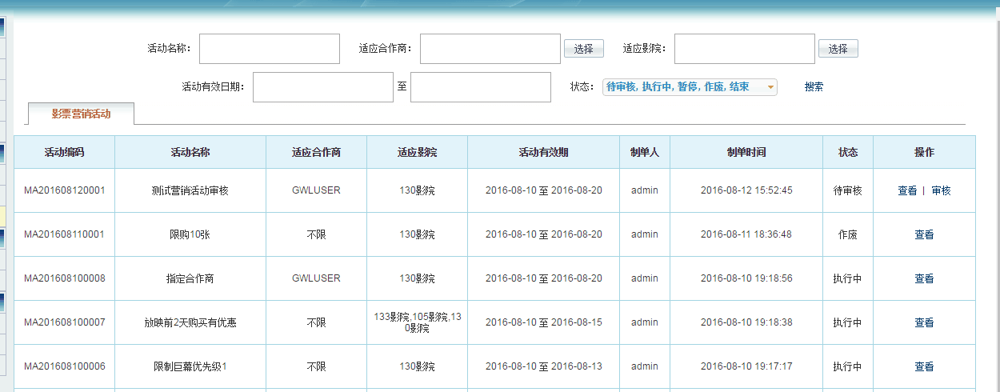 活动名称： 适应合作商： 选择 适应影院： 选择
活动有效日期： 至 状态： 待审核, 执行中, 暂停, 作废, 结束 搜索
影票营销活动
活动编码 活动名称 适应合作商 适应影院 活动有效期 制单人 制单时间 状态 操作
MA201608120001 测试营销活动审核 GWLUSER 130影院 2016-08-10 至 2016-08-20 admin 2016-08-12 15:52:45 待审核 查看 | 审核
MA201608110001 限购10张 不限 130影院 2016-08-10 至 2016-08-20 admin 2016-08-11 18:36:48 作废 查看
MA201608100008 指定合作商 GWLUSER 130影院 2016-08-10 至 2016-08-20 admin 2016-08-10 19:18:56 执行中 查看
MA201608100007 放映前2天购买有优惠 不限 133影院,105影院,13
0影院 2016-08-10 至 2016-08-15 admin 2016-08-10 19:18:38 执行中 查看
MA201608100006 限制巨幕优先级1 不限 130影院 2016-08-10 至 2016-08-13 admin 2016-08-10 19:17:17 执行中 查看